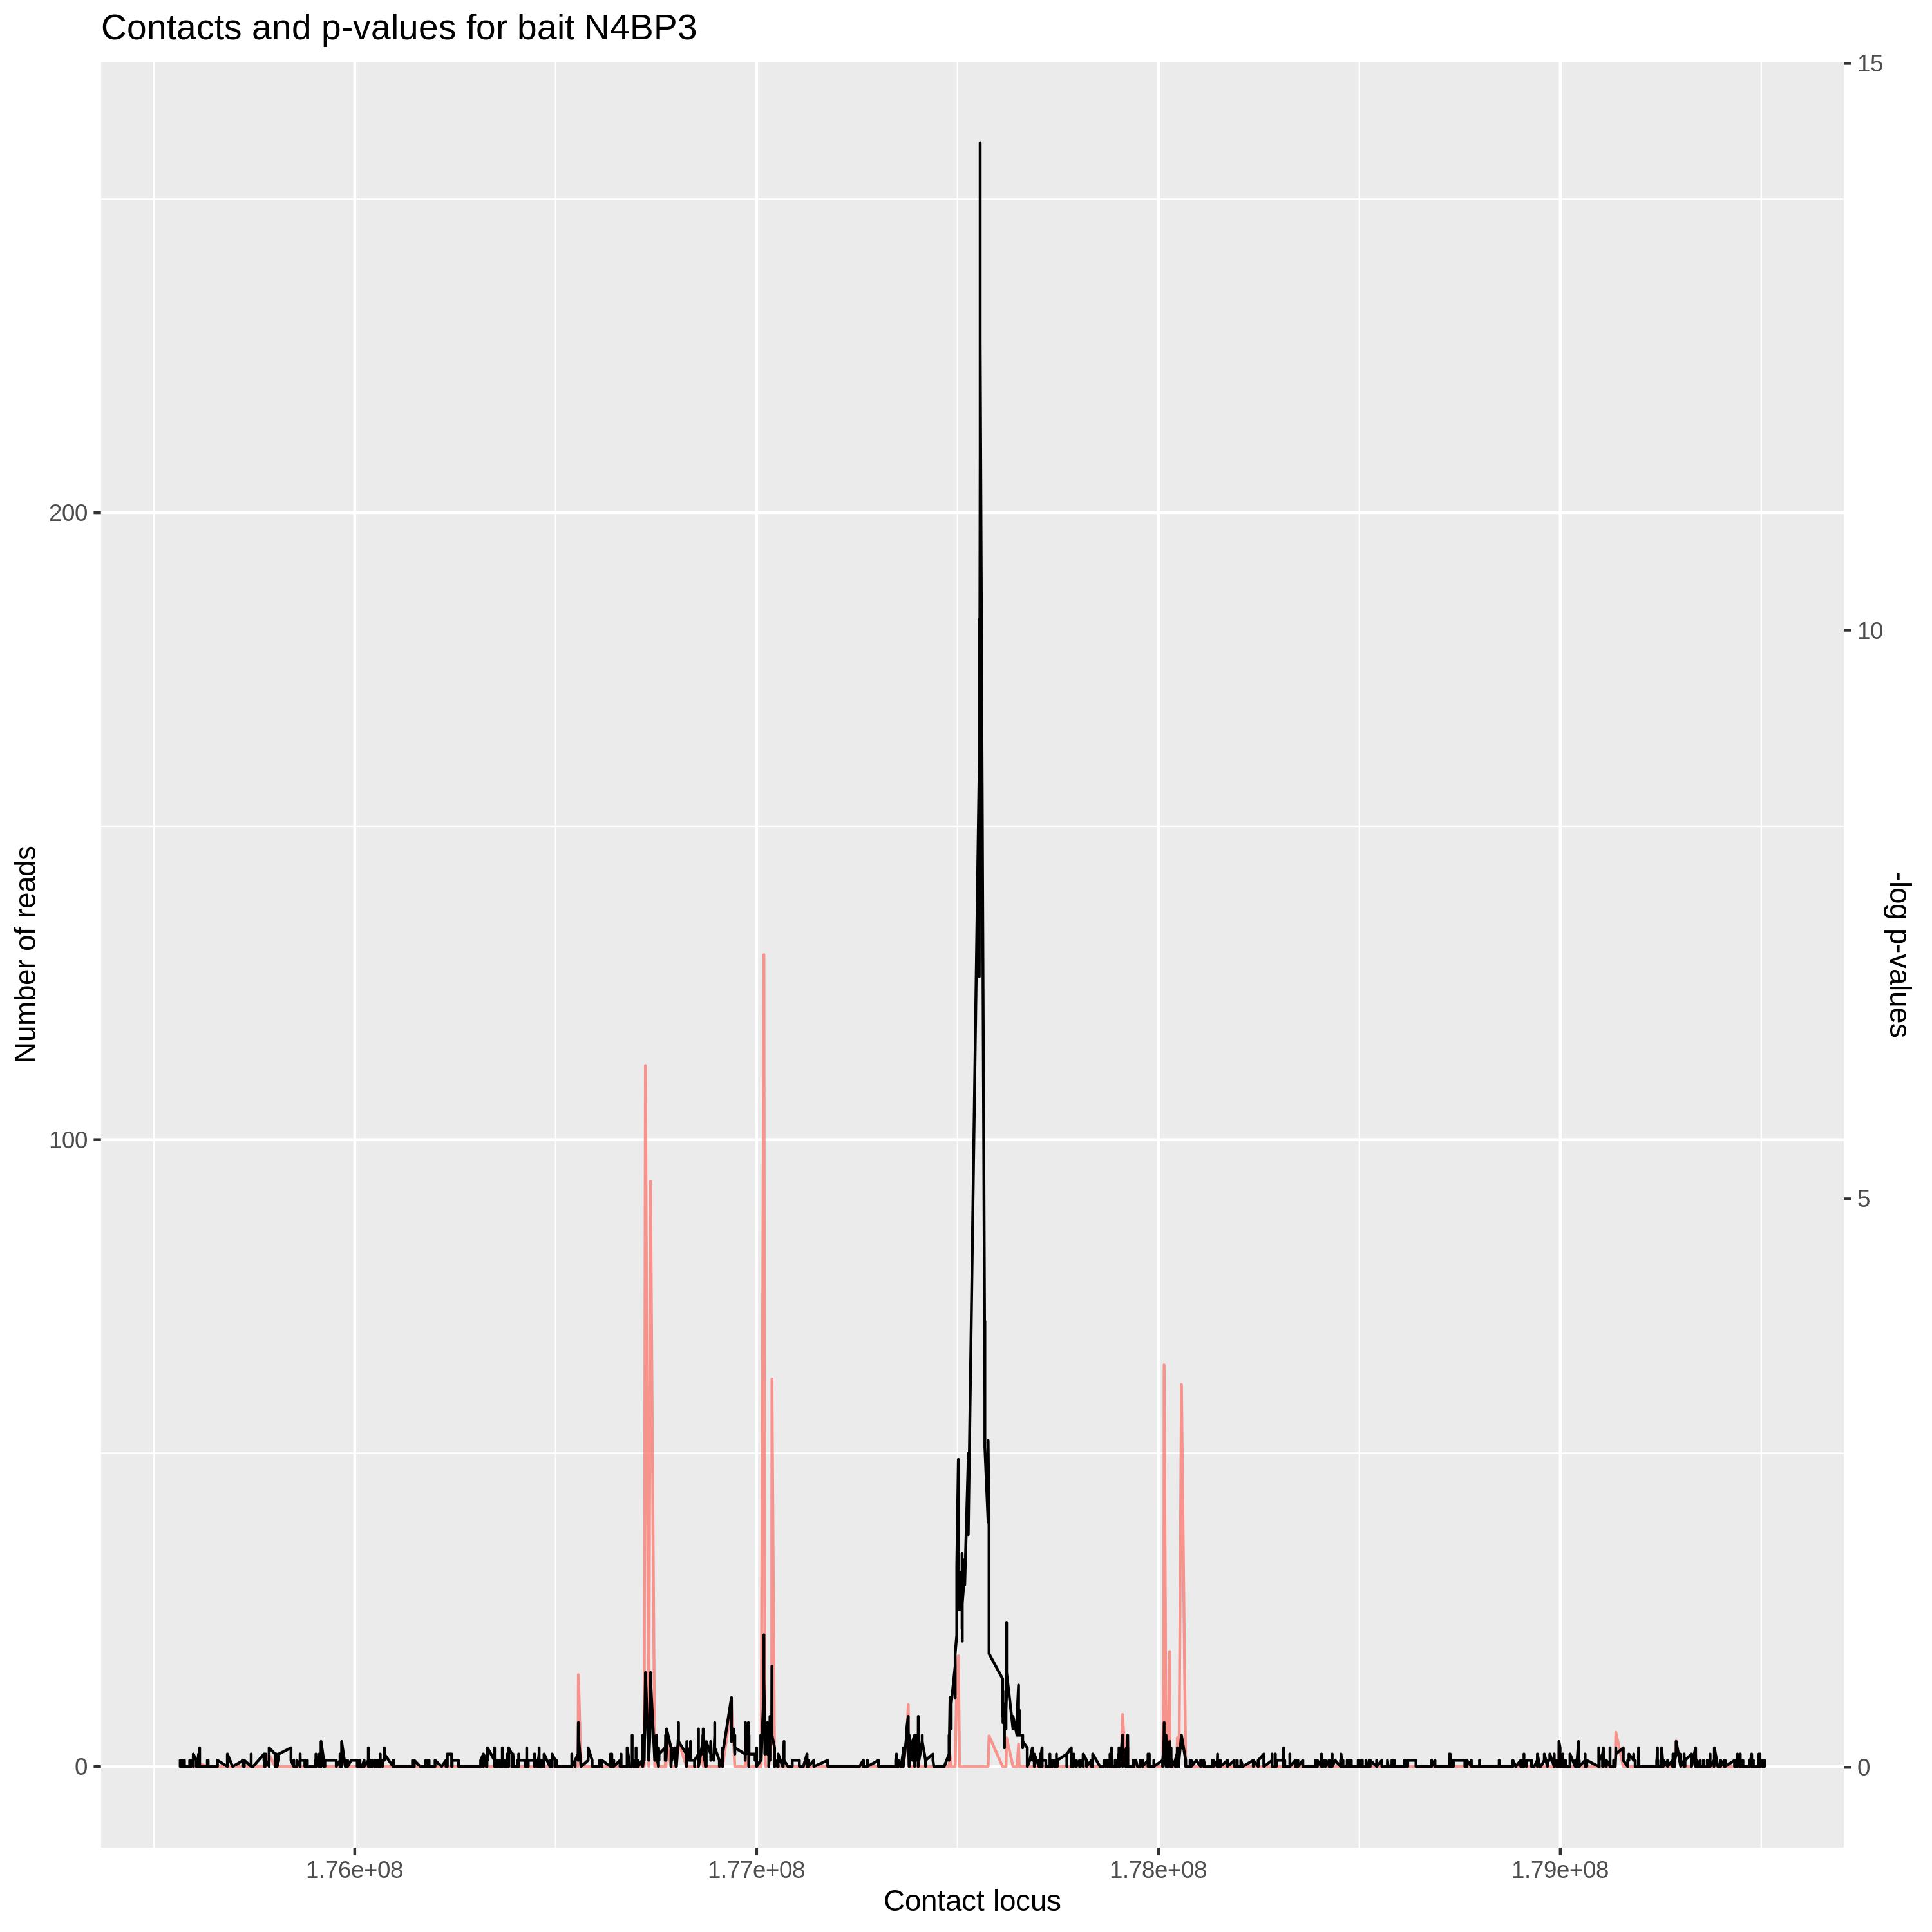 Contacts and p-values for bait N4BP3
Number of reads
200
100
0
15
10
5
0
-log p-values
1.76e+08
1.77e+08
1.78e+08
1.79e+08
Contact locus